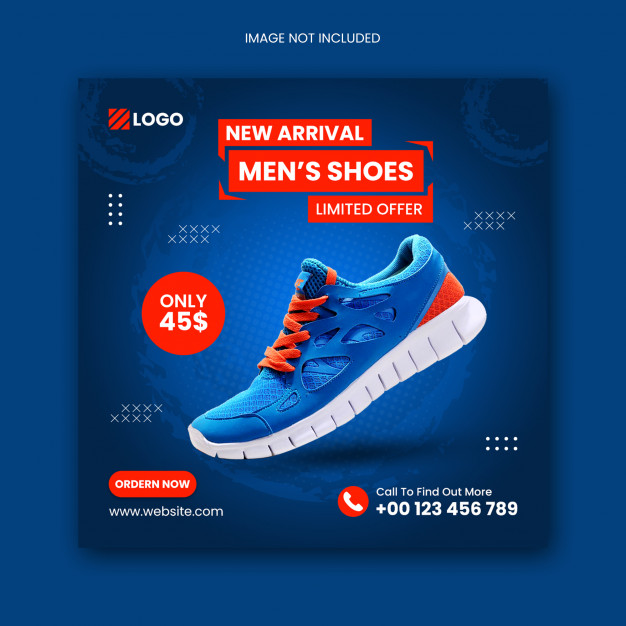 IMAGE NOT INCLUDED
LOGO
NEW ARRIVAL
MEN'S SHOES
LIMITED OFFER
ONLY
45$
ORDERN NOW
www.website.com
Call To Find Out More
+00 123 456 789